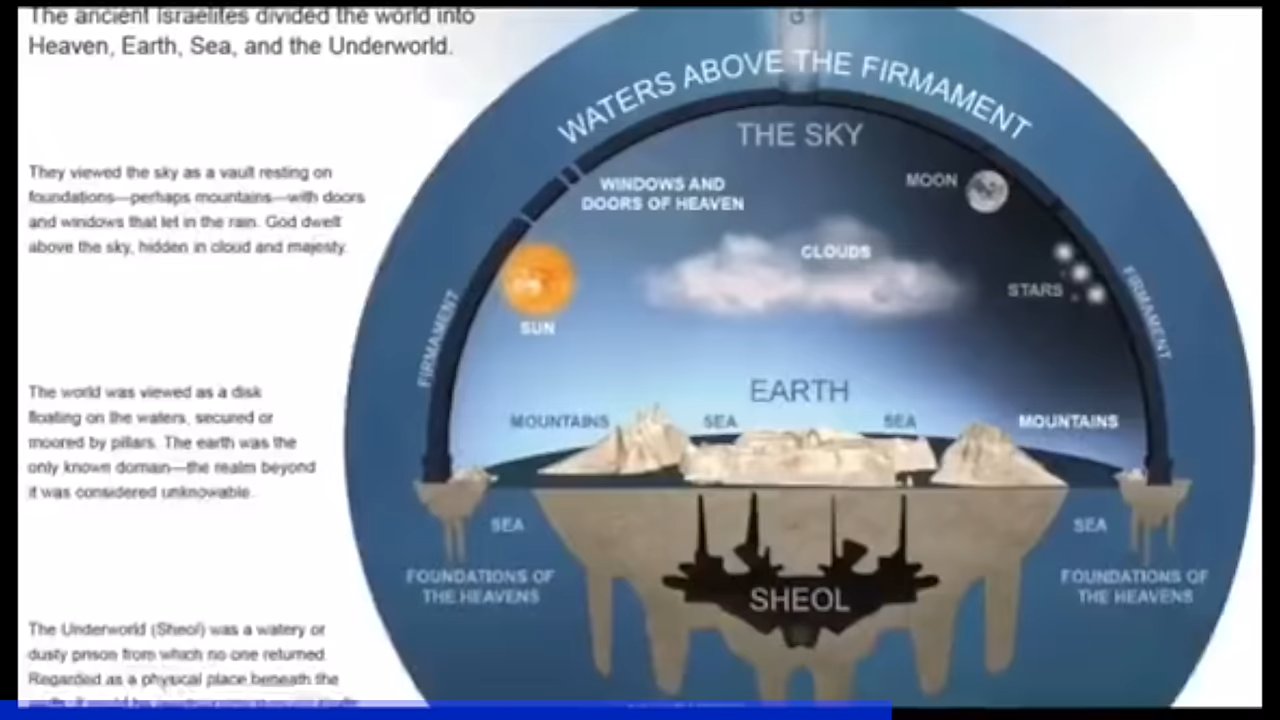 The ancient Israelites divided the world into
Heaven, Earth, Sea, and the Underworld.
They viewed the sky as a vault resting on
foundations—perhaps mountains—with doors
and windows that let in the rain. God dwelt
above the sky, hidden in cloud and majesty.
The world was viewed as a disk
floating on the waters, secured or
moored by pillars. The earth was the
only known domain—the realm beyond
it was considered unknowable.
The Underworld (Sheol) was a watery or
dusty prison from which no one returned.
Regarded as a physical place beneath the
WATERS ABOVE THE FIRMAMENT
THE SKY
WINDOWS AND
DOORS OF HEAVEN
MOON
CLOUDS
STARS
SUN
FIRMAMENT
FIRMAMENT
EARTH
MOUNTAINS
SEA
SEA
MOUNTAINS
SEA
SEA
FOUNDATIONS OF
THE HEAVENS
FOUNDATIONS OF
THE HEAVENS
SHEOL